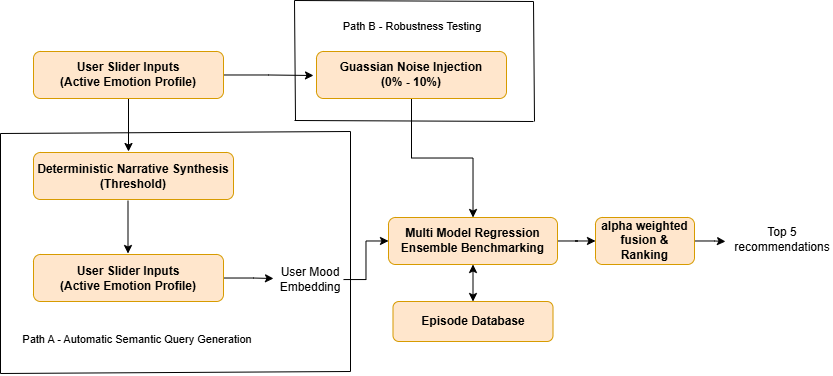 Path B - Robustness Testing
User Slider Inputs
(Active Emotion Profile)
Guassian Noise Injection
(0% - 10%)
Deterministic Narrative Synthesis
(Threshold)
User Slider Inputs
(Active Emotion Profile)
User Mood
Embedding
Path A - Automatic Semantic Query Generation
Multi Model Regression
Ensemble Benchmarking
Episode Database
alpha weighted
fusion &
Ranking
Top 5
recommendations